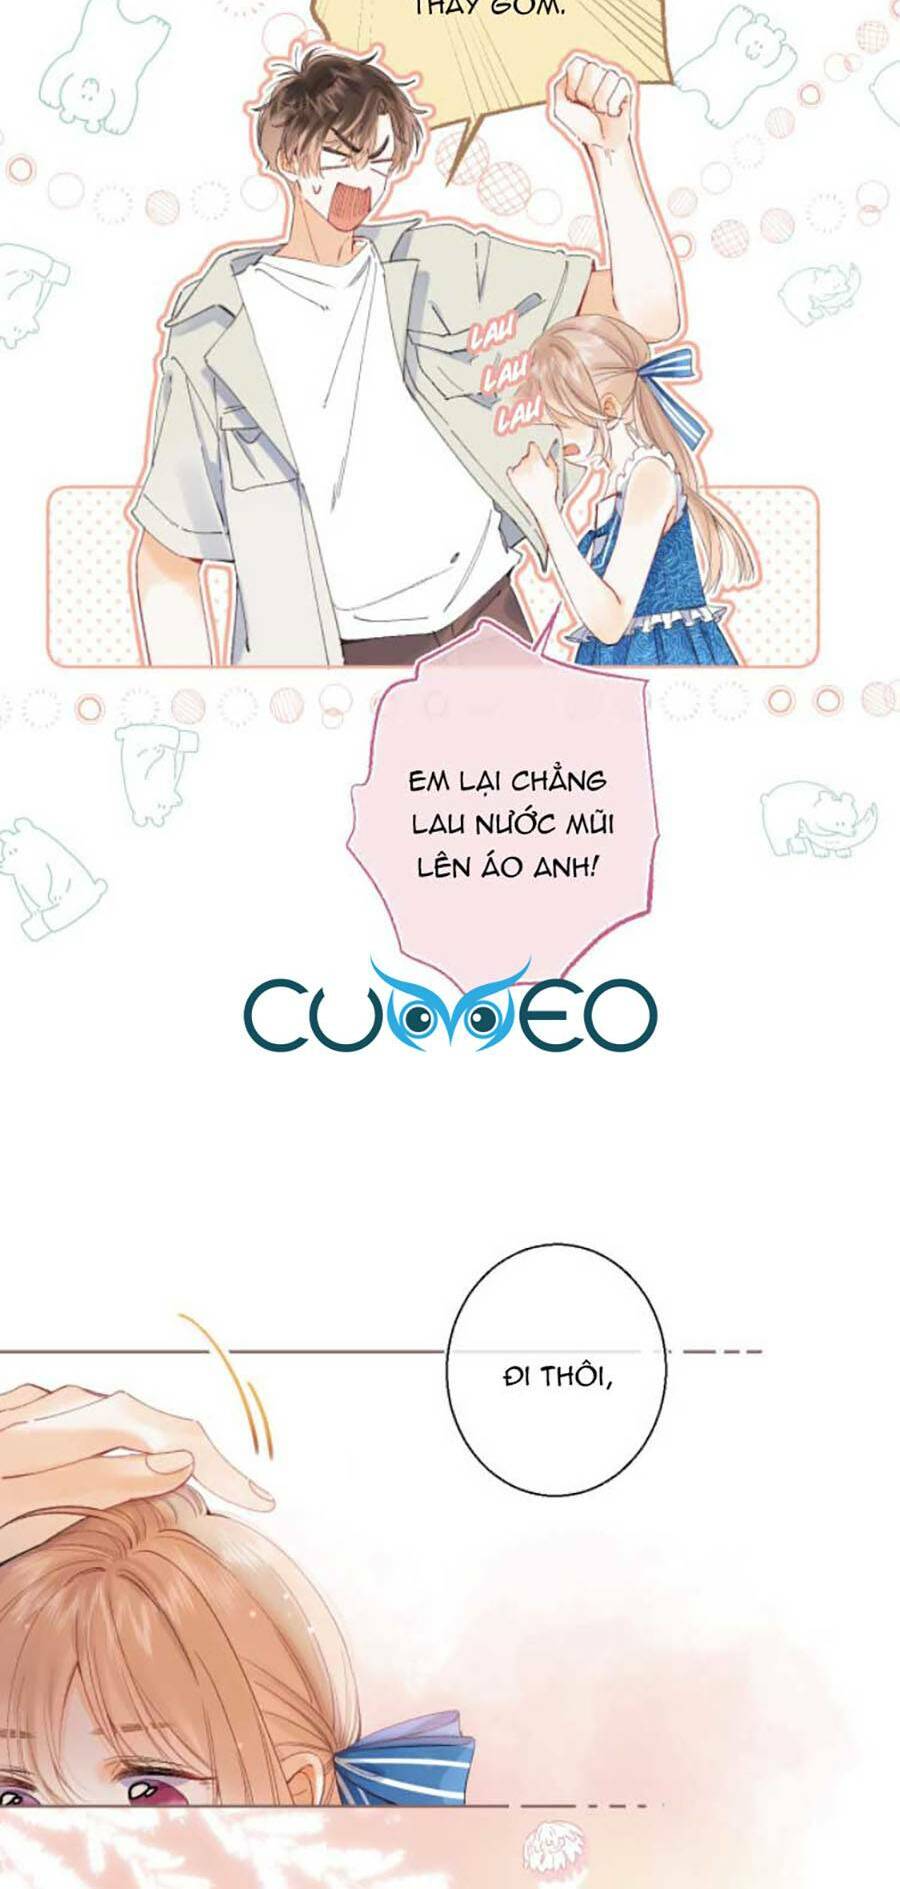 THẤY GỚM.
LAU
LAU
LAU
EM LẠI CHẲNG
LAU NƯỚC MŨI
LÊN ÁO ANH!
CUMEO
ĐI THÔI,